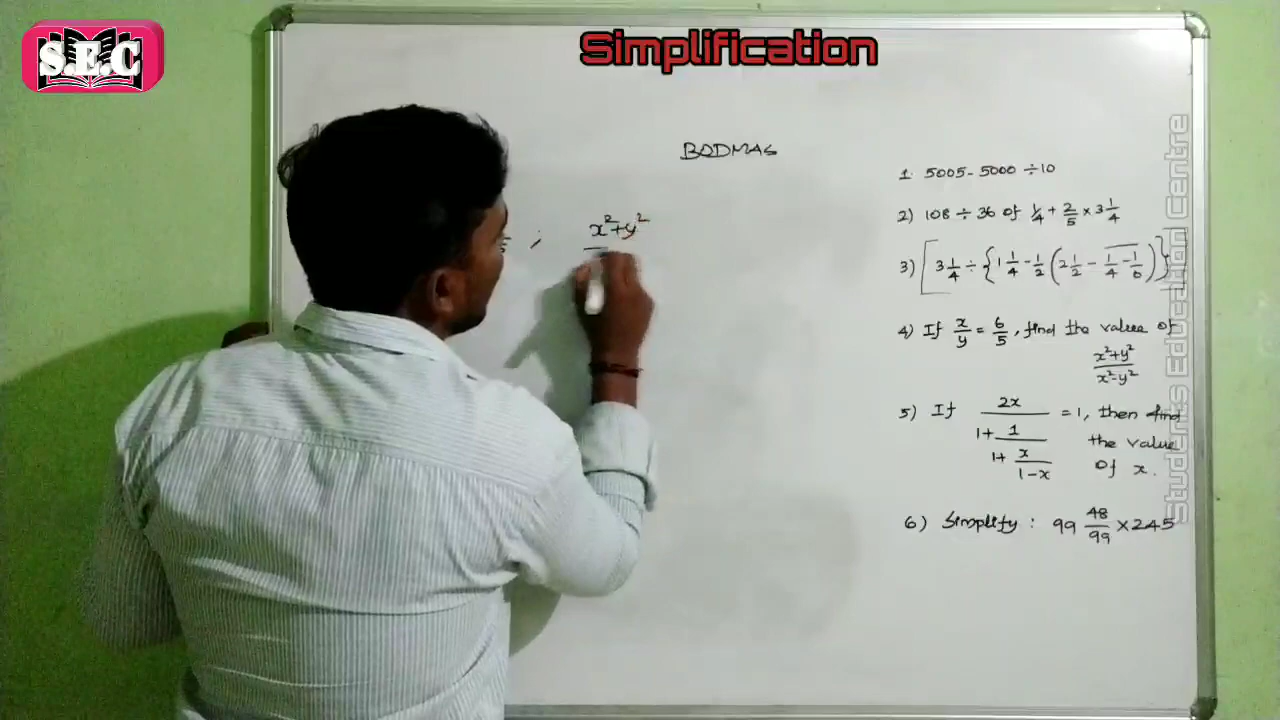 S.E.C
Simplification
BODMAS
x²+y²
5 ;
1. 5005 - 5000 ÷ 10
2) 108 ÷ 36 of 1/4 + 2/5 × 3 1/4
3) [3 1/4 ÷ {1 1/4 - 1/2 (2 1/2 - 1/4 - 1/6)}]
4) If x/y = 6/5, find the value of
x²+y²
x²-y²
5) If 2x/(1+1/(1+x/(1-x))) = 1, then find
the value
of x.
6) Simplify: 99 48/99 × 245
Students Education Centre